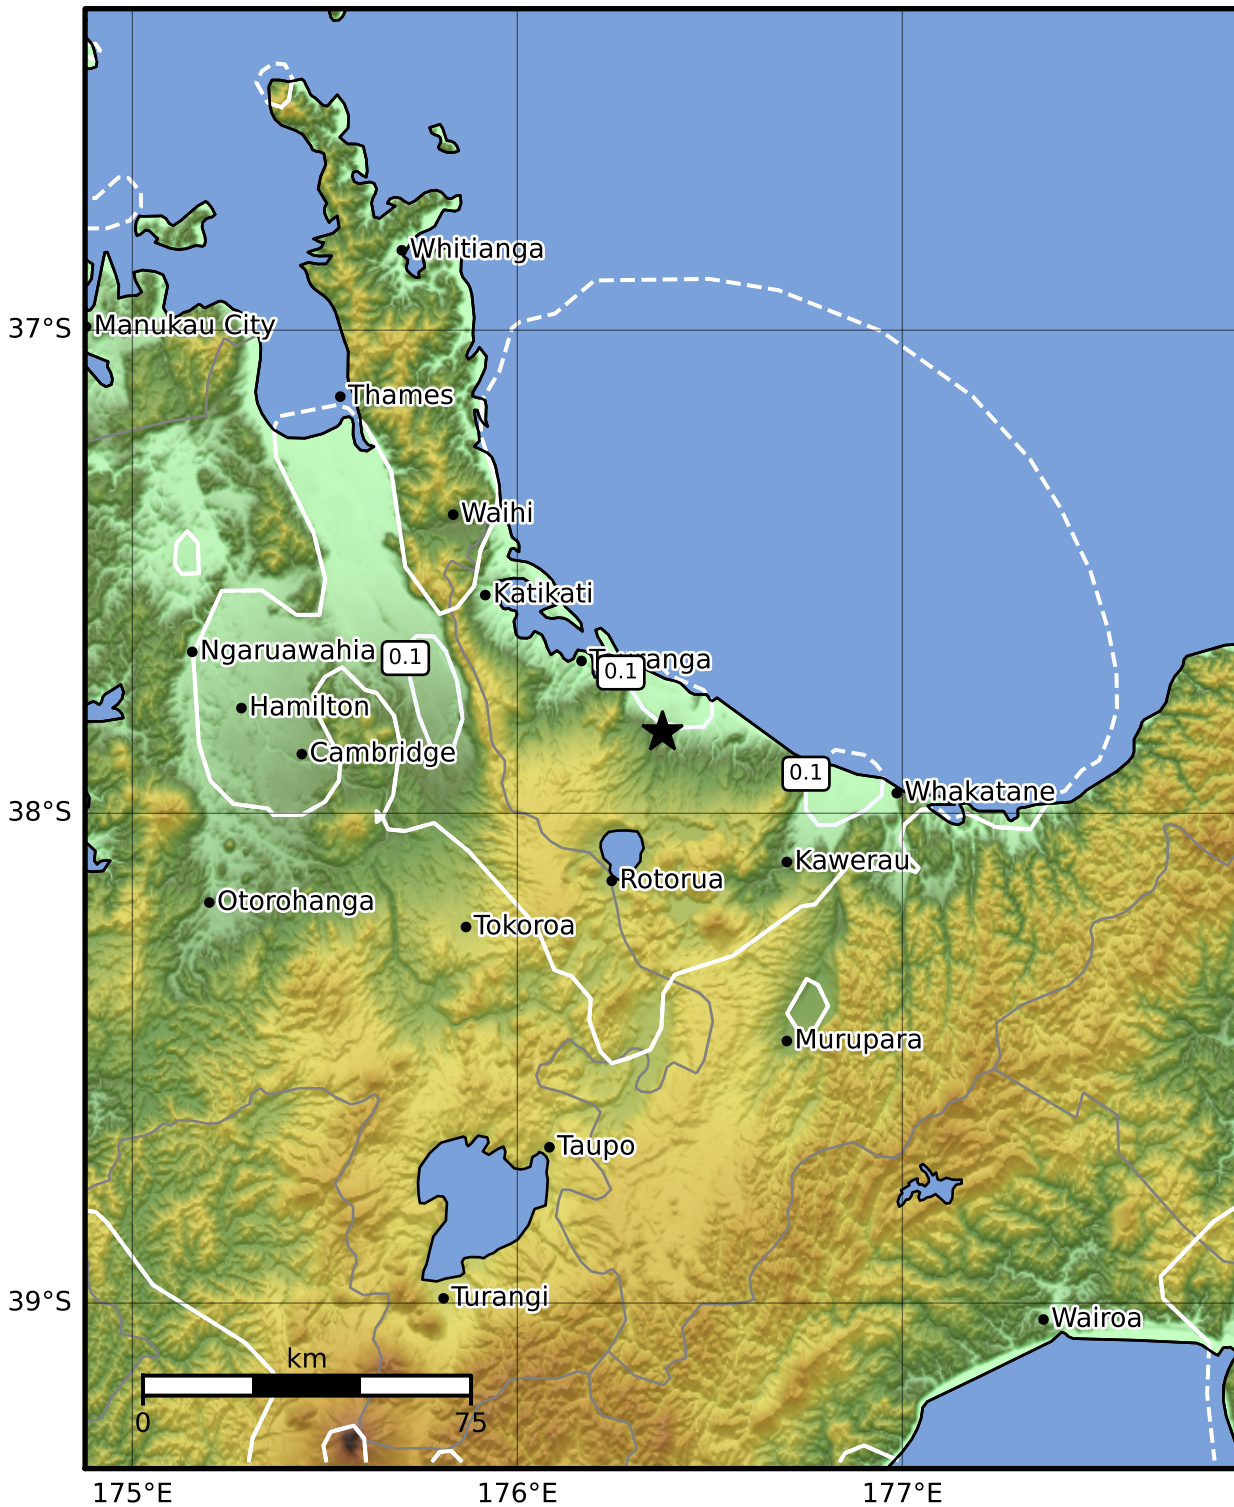 Whitianga
37°S
Manukau City
Thames
Waihi
Katikati
Ngaruawahia
0.1
Tauranga
0.1
Hamilton
Cambridge
0.1
Whakatane
38°S
Kawerau
Rotorua
Otorohanga
Tokoroa
Murupara
Taupo
Turangi
39°S
Wairoa
km
0
75
175°E
176°E
177°E